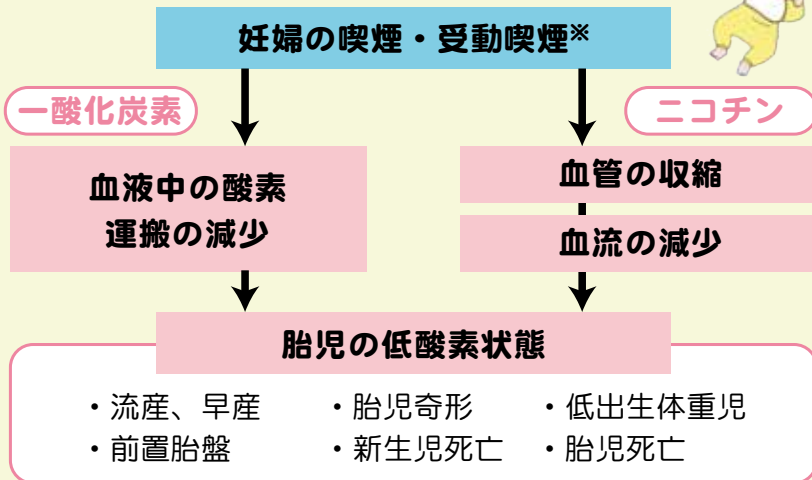 妊婦の喫煙・受動喫煙※
一酸化炭素
ニコチン
血液中の酸素
運搬の減少
血管の収縮
血流の減少
胎児の低酸素状態
・流産、早産
・胎児奇形
・低出生体重児
・前置胎盤
・新生児死亡
・胎児死亡